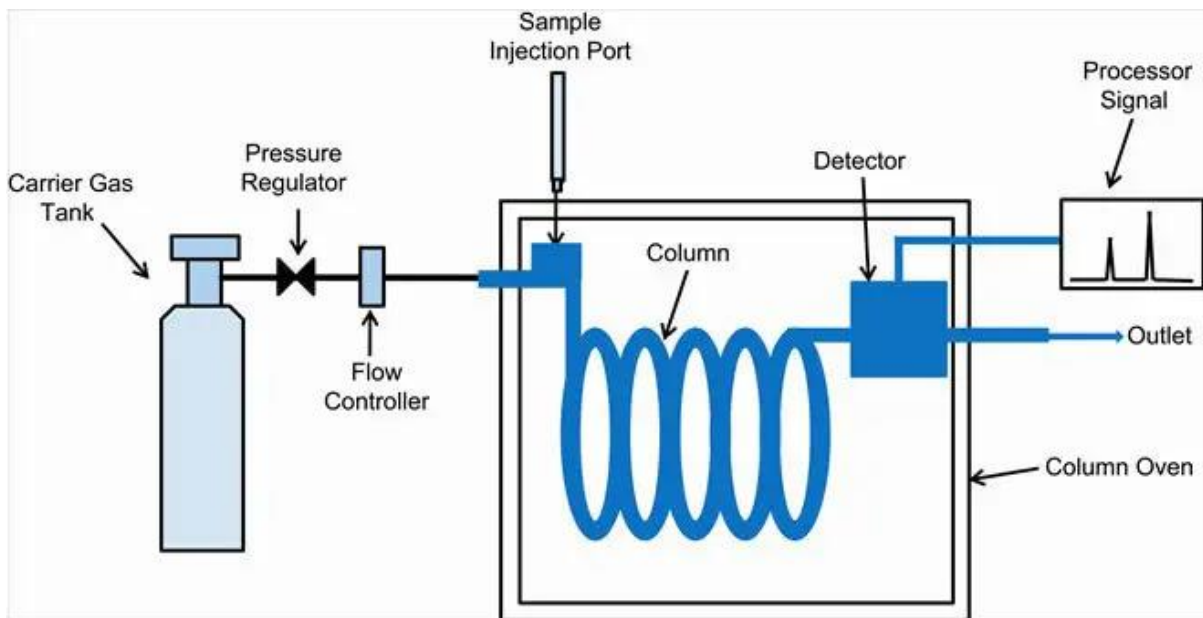 Sample
Injection Port
Processor
Signal
Pressure
Regulator
Detector
Carrier Gas
Tank
Column
Outlet
Flow
Controller
Column Oven